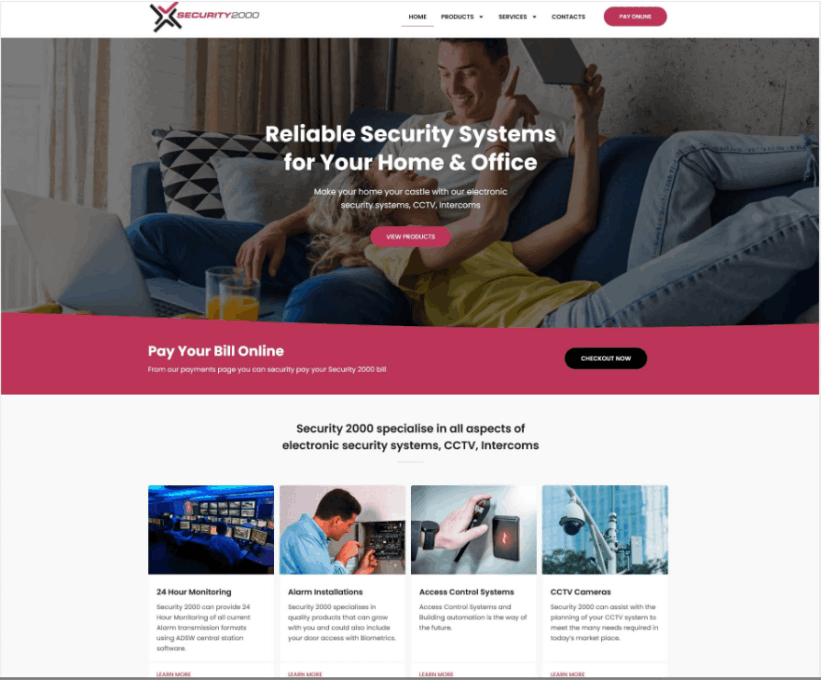 SECURITY2000
HOME PRODUCTS SERVICES CONTACTS PAY ONLINE
Reliable Security Systems
for Your Home & Office
Make your home your castle with our electronic
security systems, CCTV, Intercoms
VIEW PRODUCTS
Pay Your Bill Online
From our payments page you can security pay your Security 2000 bill
CHECKOUT NOW
Security 2000 specialise in all aspects of
electronic security systems, CCTV, Intercoms
24 Hour Monitoring
Security 2000 can provide 24
Hour Monitoring of all current
Alarm transmission formats
using ADSW central station
software.
LEARN MORE
Alarm Installations
Security 2000 specialises in
quality products that can grow
with you and could also include
your door access with Biometrics.
LEARN MORE
Access Control Systems
Access Control Systems and
Building automation is the way of
the future.
LEARN MORE
CCTV Cameras
Security 2000 can assist with the
planning of your CCTV system to
meet the many needs required in
today's market place.
LEARN MORE